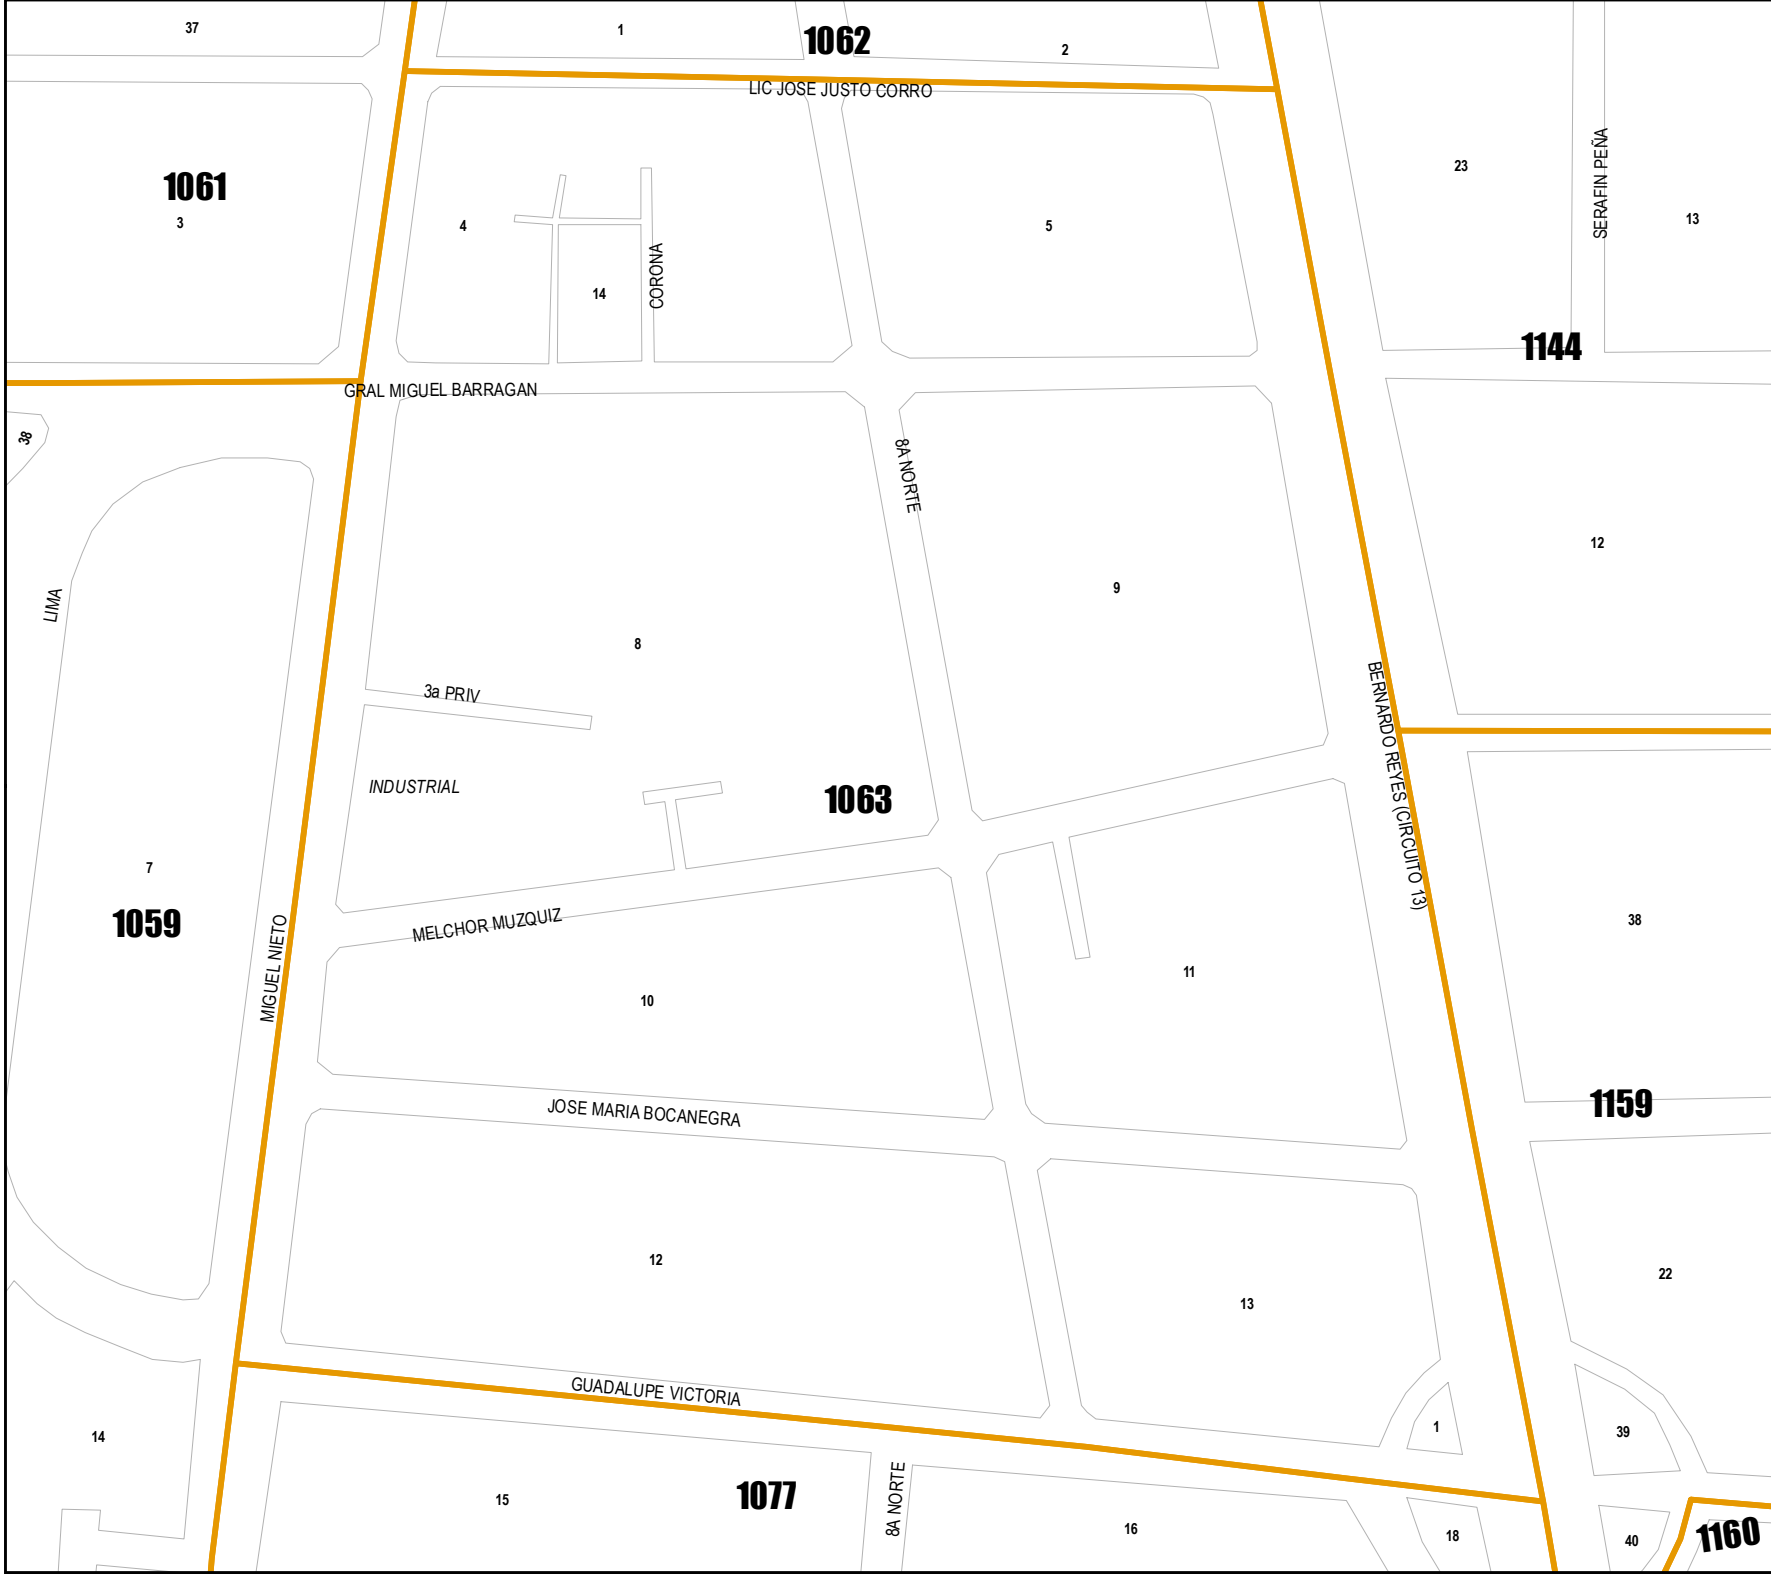 37
1
1062
2
LIC JOSE JUSTO CORRO
1061
3
4
14
CORONA
5
23
SERAFIN PEÑA
13
1144
GRAL MIGUEL BARRAGAN
38
8A NORTE
12
LIMA
9
8
3a PRIV
BERNARDO REYES (CIRCUITO 13)
INDUSTRIAL
1063
7
1059
MIGUEL NIETO
MELCHOR MUZQUIZ
38
11
10
1159
JOSE MARIA BOCANEGRA
12
13
22
GUADALUPE VICTORIA
14
1
39
15
1077
8A NORTE
16
18
40
1160